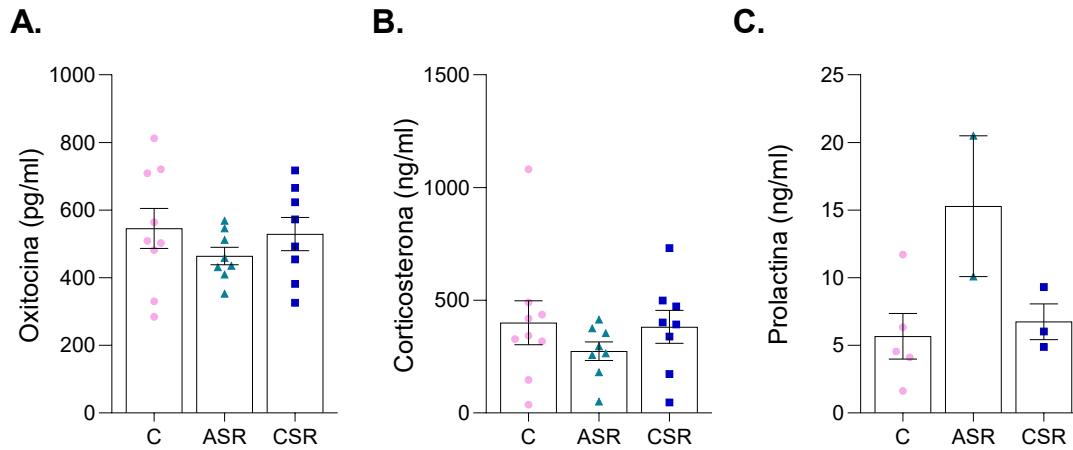 A.
Oxitocina (pg/ml)
1000
800
600
400
200
0
C ASR CSR
B.
Corticosterona (ng/ml)
1500
1000
500
0
C ASR CSR
C.
Prolactina (ng/ml)
25
20
15
10
5
0
C ASR CSR